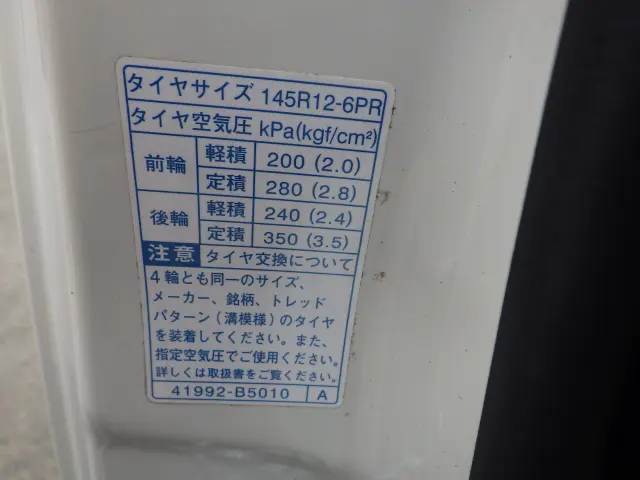 タイヤサイズ 145R12-6PR
タイヤ空気圧 kPa(kgf/cm²)
前輪 軽積 200 (2.0)
定積 280 (2.8)
後輪 軽積 240 (2.4)
定積 350 (3.5)
注意 タイヤ交換について
4輪とも同一のサイズ、
メーカー、銘柄、トレッド
パターン(溝模様)のタイヤ
を装着してください。また、
指定空気圧でご使用ください。
詳しくは取扱書をご覧ください。
41992-B5010 A